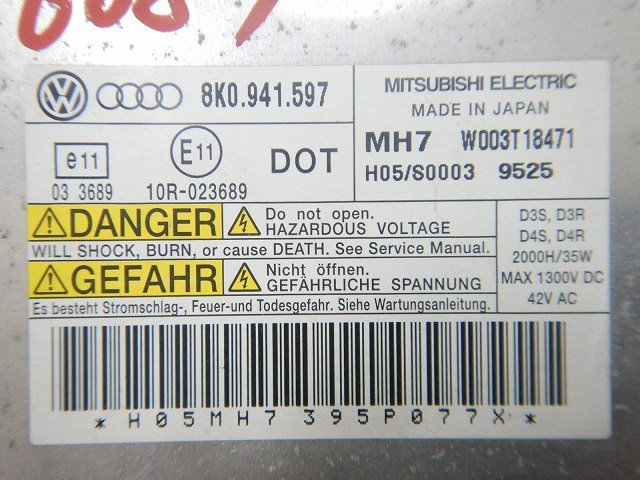 8K0.941.597
MITSUBISHI ELECTRIC
MADE IN JAPAN
MH7 W003T18471
H05/S0003 9525
e11
03 3689
E11
10R-023689
DOT
DANGER
Do not open.
HAZARDOUS VOLTAGE
WILL SHOCK, BURN, or cause DEATH. See Service Manual.
GEFAHR
Nicht öffnen.
GEFÄHRLICHE SPANNUNG
Es besteht Stromschlag-, Feuer-und Todesgefahr. Siehe Wartungsanleitung.
D3S, D3R
D4S, D4R
2000H/35W
MAX 1300V DC
42V AC
*H05MH7395P077X*